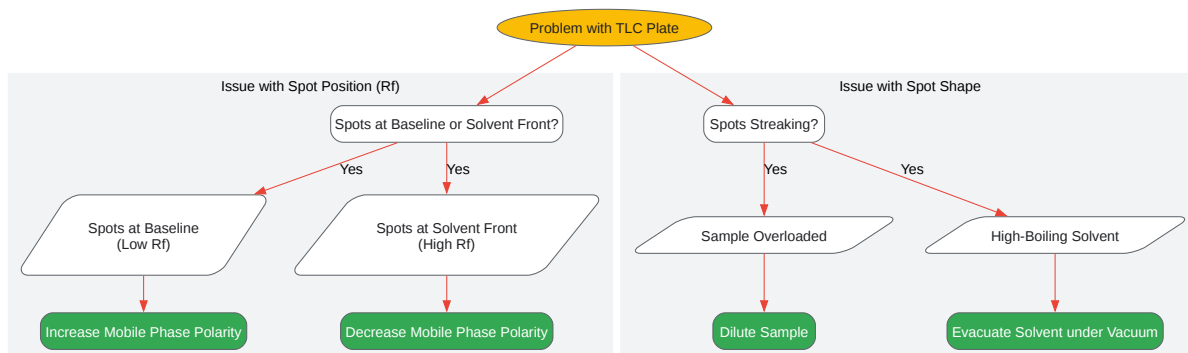 Problem with TLC Plate
Issue with Spot Position (Rf)
Issue with Spot Shape
Spots at Baseline or Solvent Front?
Spots Streaking?
Yes
Yes
Yes
Yes
Spots at Baseline
(Low Rf)
Spots at Solvent Front
(High Rf)
Sample Overloaded
High-Boiling Solvent
Increase Mobile Phase Polarity
Decrease Mobile Phase Polarity
Dilute Sample
Evacuate Solvent under Vacuum